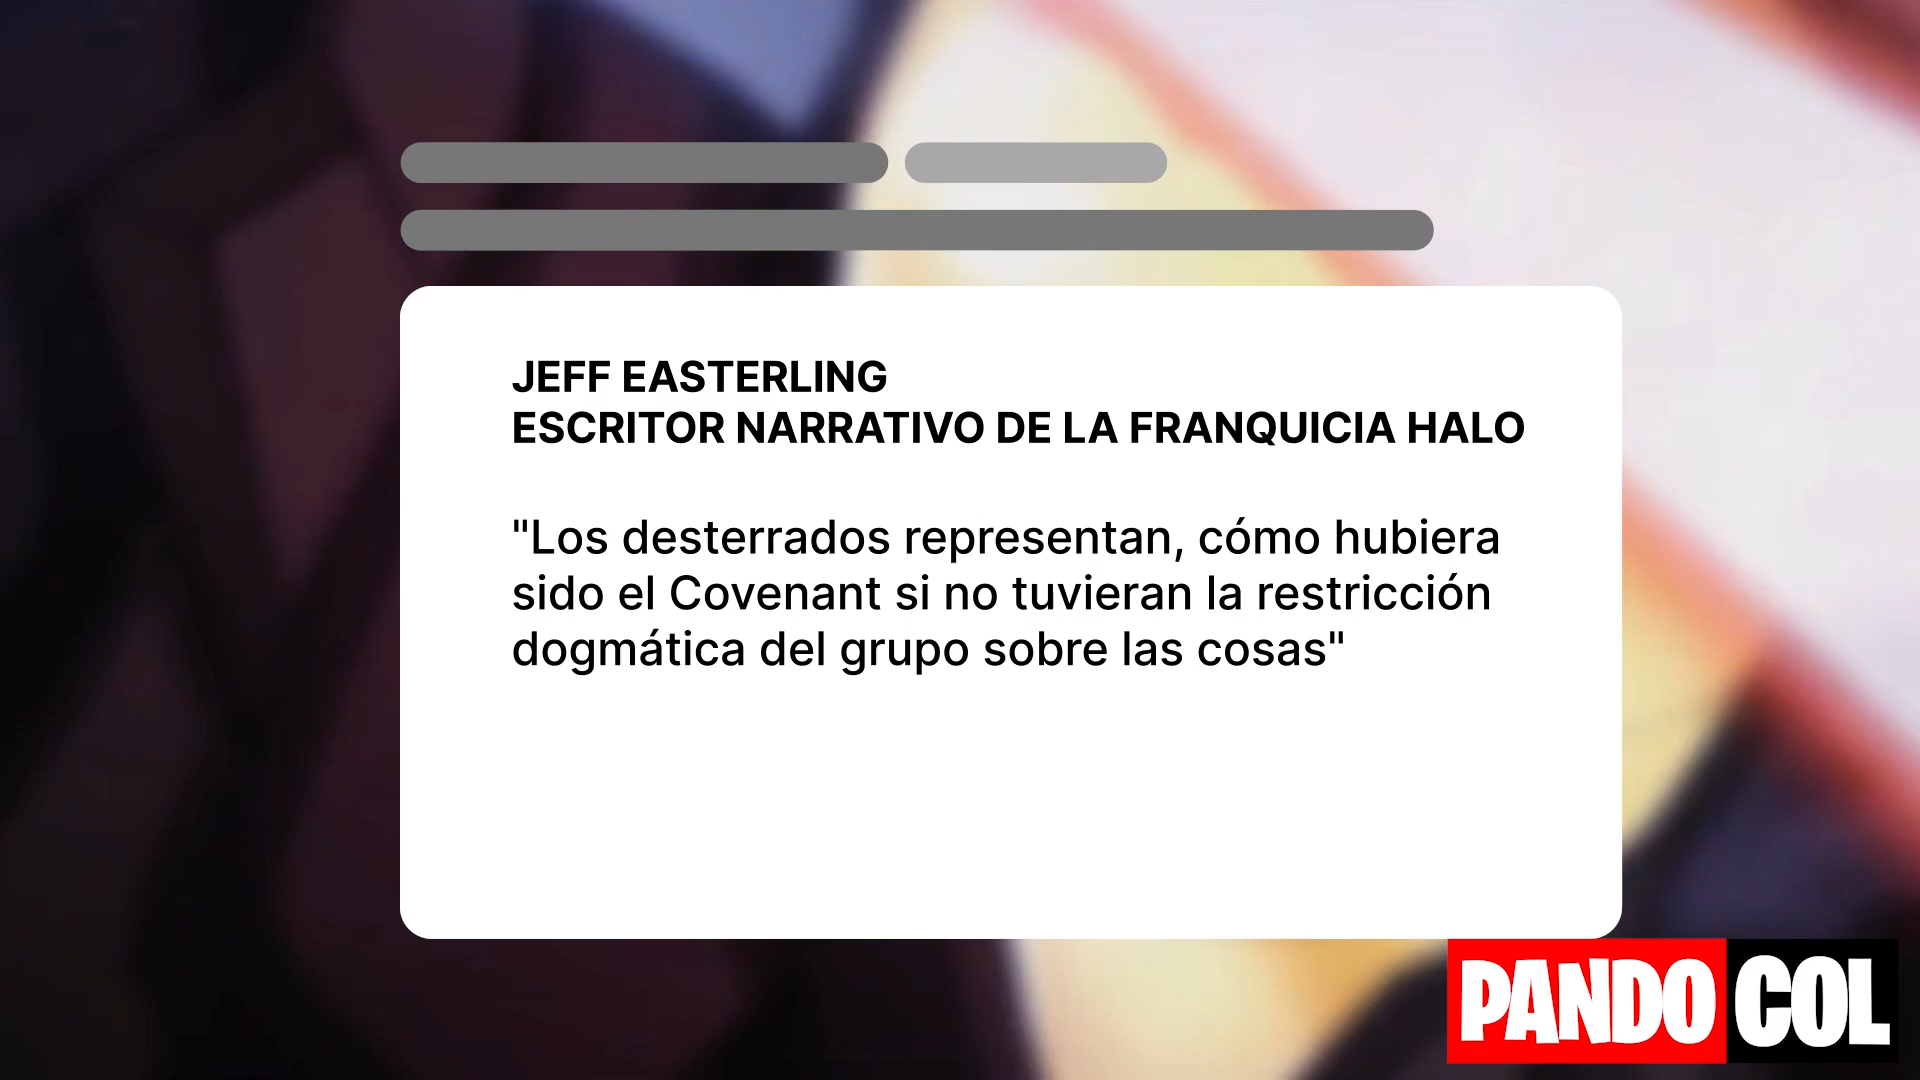 JEFF EASTERLING
ESCRITOR NARRATIVO DE LA FRANQUICIA HALO
"Los desterrados representan, cómo hubiera
sido el Covenant si no tuvieran la restricción
dogmática del grupo sobre las cosas"
PANDO COL